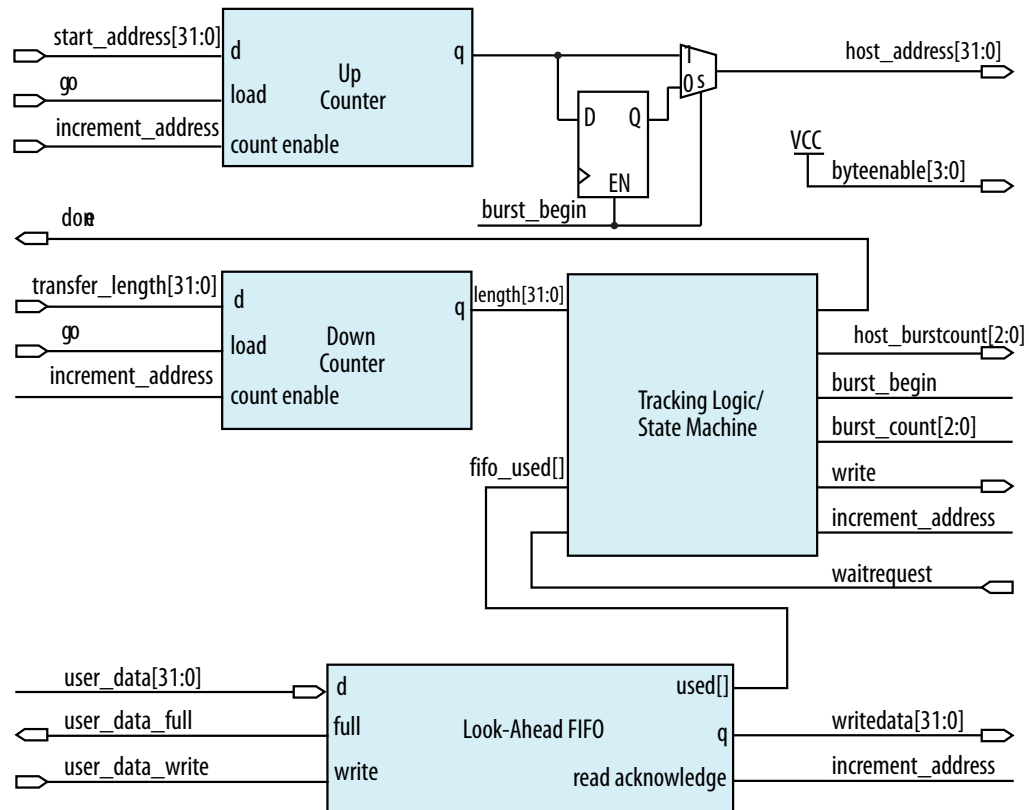 start_address[31:0]
d
q
host_address[31:0]
go
load
Up
Counter
increment_address
count enable
1
0
s
D
Q
EN
VCC
byteenable[3:0]
burst_begin
done
transfer_length[31:0]
d
q
length[31:0]
go
load
Down
Counter
increment_address
count enable
host_burstcount[2:0]
burst_begin
Tracking Logic/
State Machine
burst_count[2:0]
fifo_used[]
write
increment_address
waitrequest
user_data[31:0]
d
used[]
user_data_full
full
Look-Ahead FIFO
q
writedata[31:0]
user_data_write
write
read acknowledge
increment_address